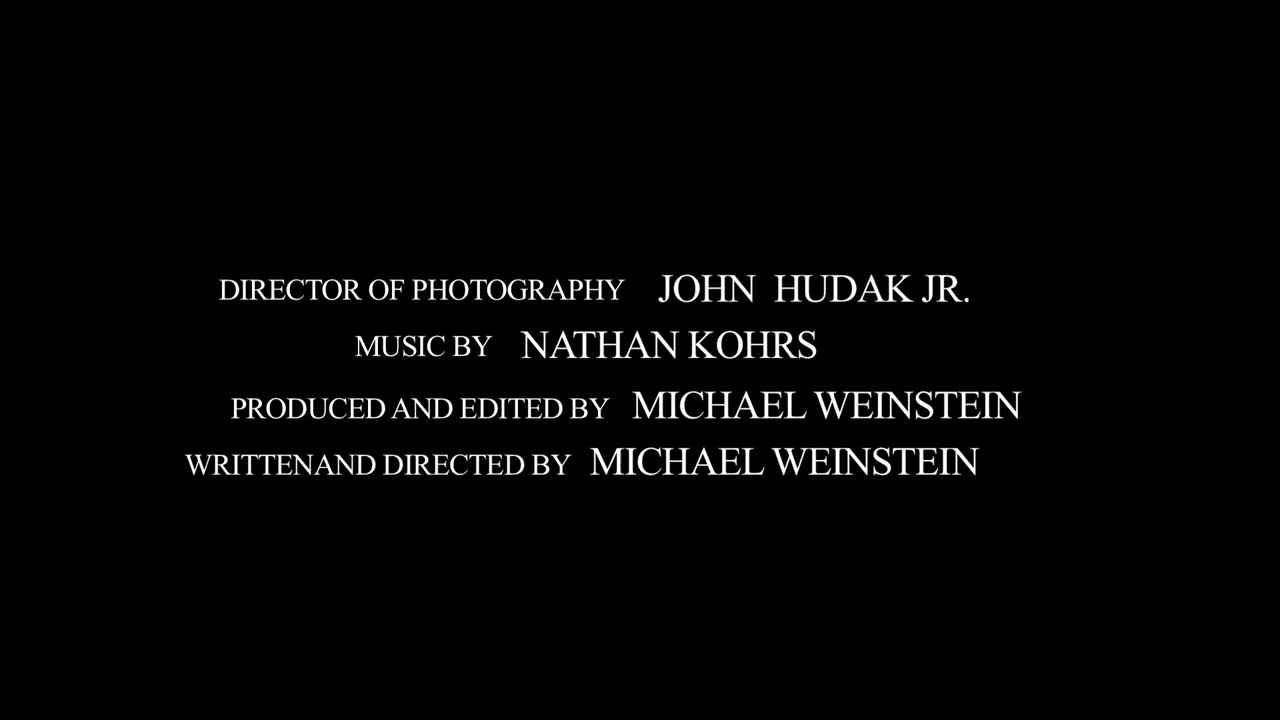 DIRECTOR OF PHOTOGRAPHY JOHN HUDAK JR.
MUSIC BY NATHAN KOHRS
PRODUCED AND EDITED BY MICHAEL WEINSTEIN
WRITTENAND DIRECTED BY MICHAEL WEINSTEIN